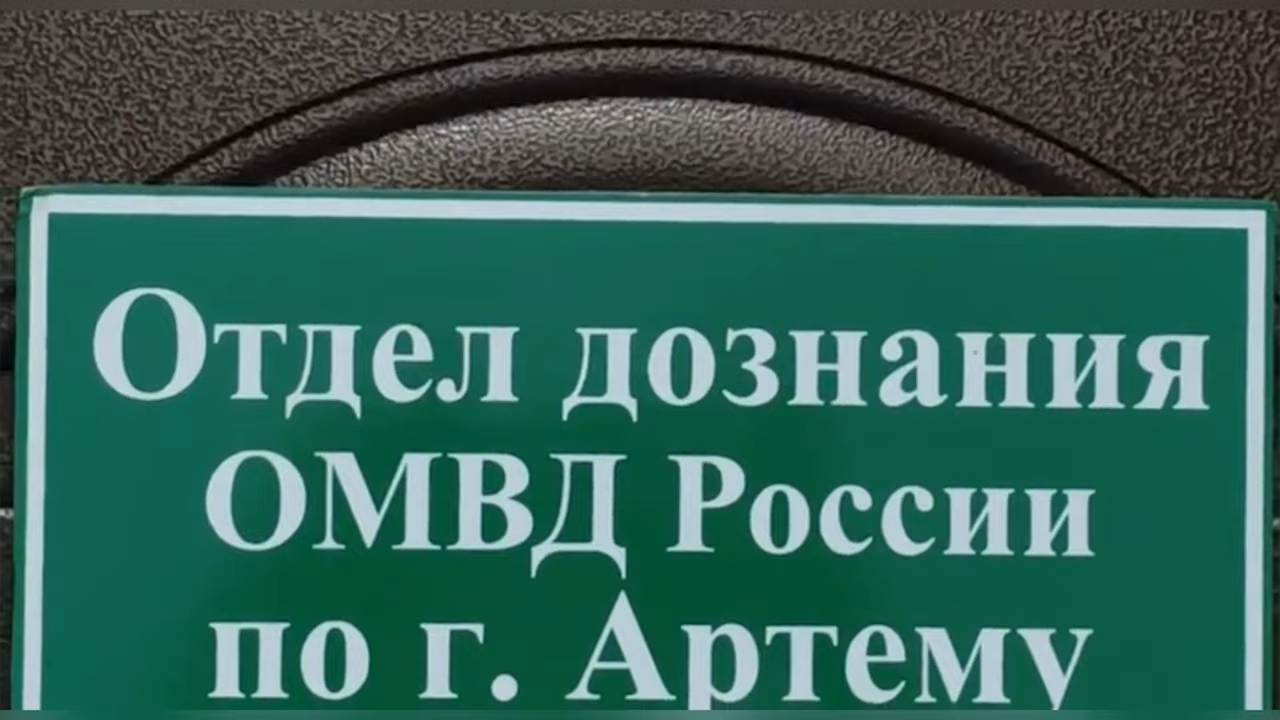 Отдел дознания
ОМВД России
по г. Артему